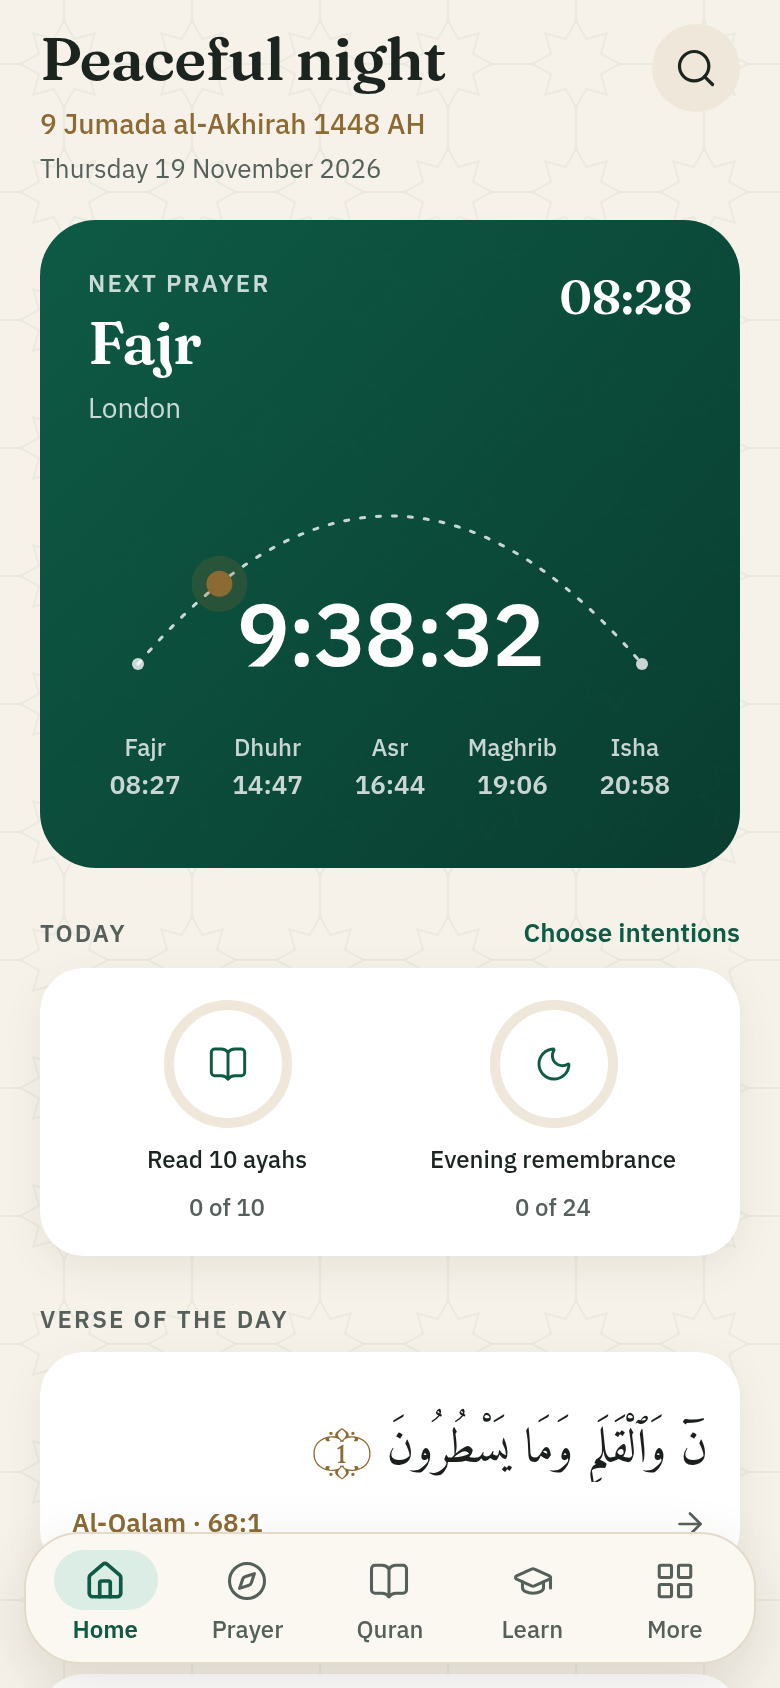 Peaceful night
9 Jumada al-Akhirah 1448 AH
Thursday 19 November 2026
NEXT PRAYER
08:28
Fajr
London
9:38:32
Fajr Dhuhr Asr Maghrib Isha
08:27 14:47 16:44 19:06 20:58
TODAY
Choose intentions
Read 10 ayahs
0 of 10
Evening remembrance
0 of 24
VERSE OF THE DAY
نٓ وَٱلْقَلَمِ وَمَا يَسْطُرُونَ 1
Al-Qalam · 68:1
Home Prayer Quran Learn More